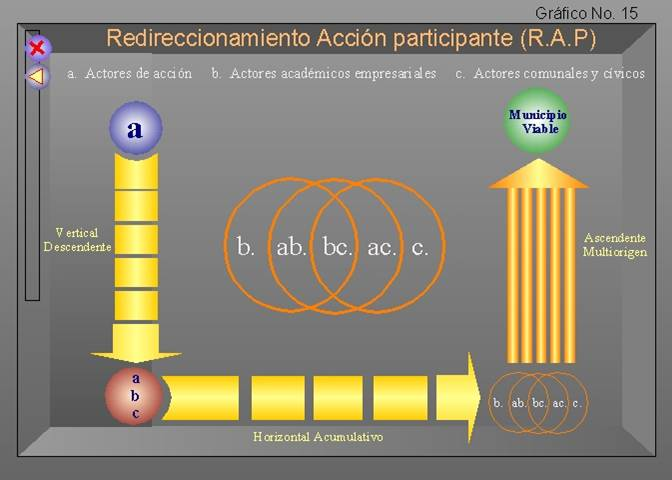 Gráfico No. 15
Redireccionamiento Acción participante (R.A.P)
a. Actores de acción b. Actores académicos empresariales c. Actores comunales y cívicos
a
Municipio
Viable
Vertical
Descendente
b. ab. bc. ac. c.
Ascendente
Multiorigen
a
b
c
b. ab. bc. ac. c.
Horizontal Acumulativo